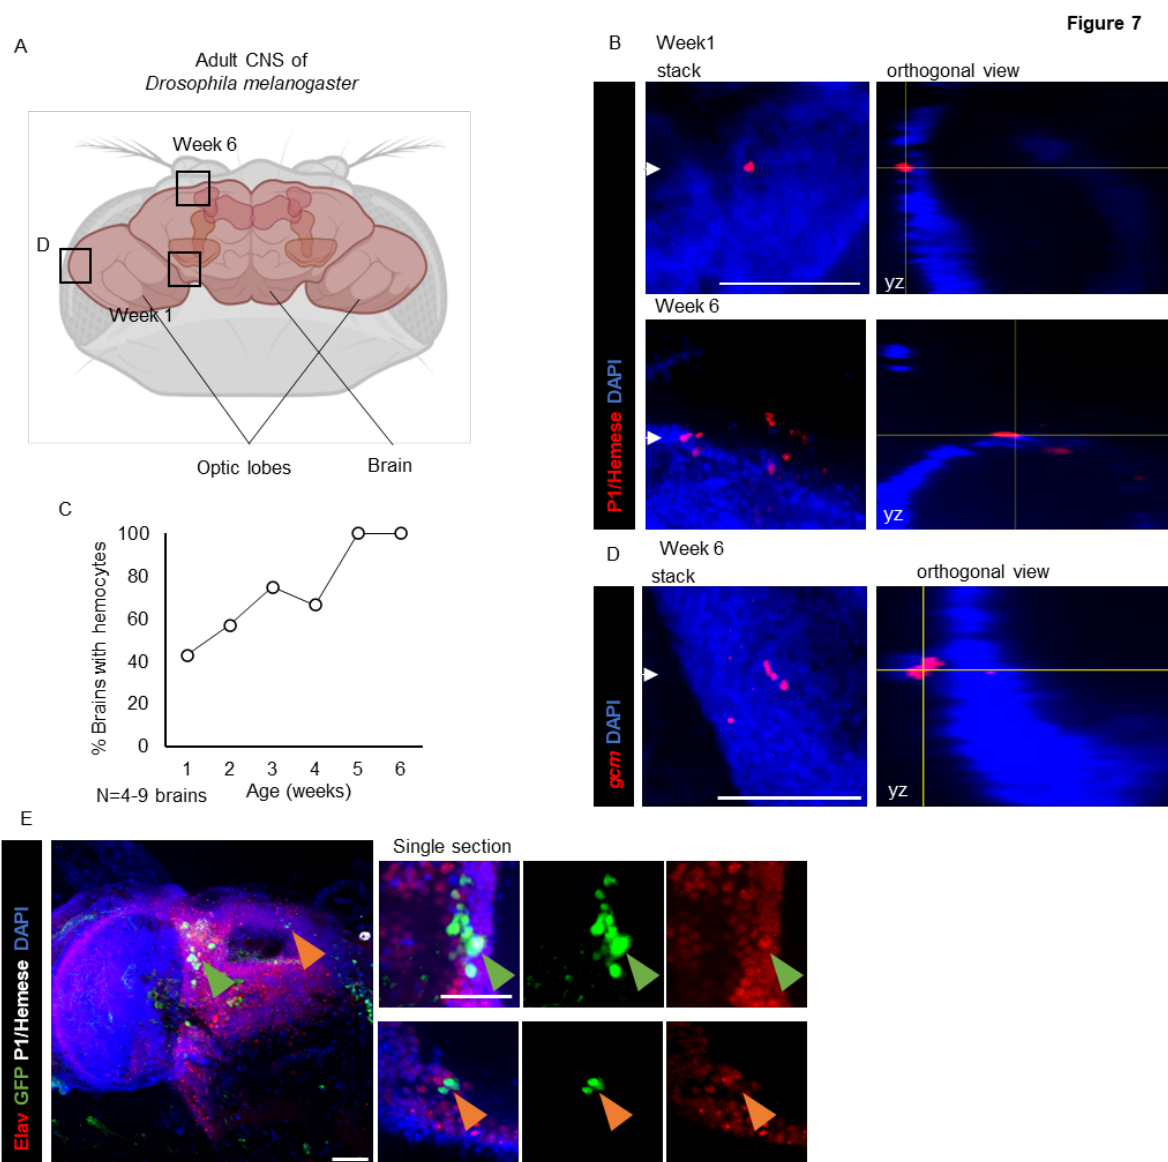 Figure 7
A
Adult CNS of
Drosophila melanogaster
Week 6
D
Week 1
Optic lobes
Brain
B
Week1
stack
orthogonal view
yz
Week 6
yz
P1/Hemese DAPI
C
% Brains with hemocytes
100
80
60
40
20
0
1 2 3 4 5 6
N=4-9 brains
Age (weeks)
D
Week 6
stack
orthogonal view
gcm DAPI
yz
E
Elav GFP P1/Hemese DAPI
Single section